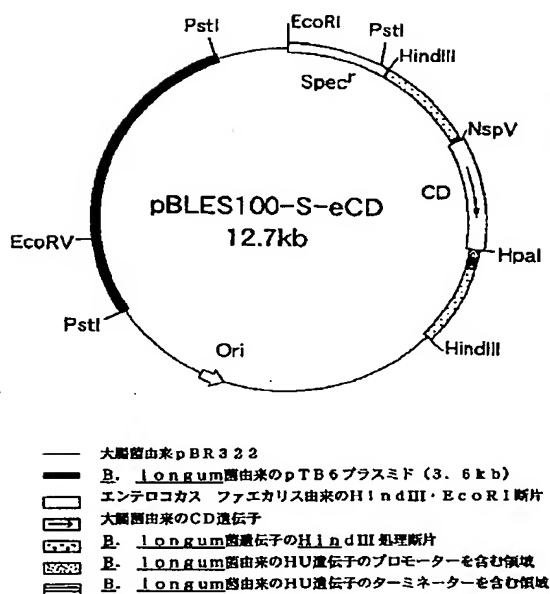 PstI
EcoRI
PstI
HindIII
Spec^r
NspV
CD
pBLES100-S-eCD
12.7kb
EcoRV
HpaI
PstI
Ori
HindIII
大腸菌由来pBR322
B. longum菌由来のpTB6プラスミド（3.6kb）
エンテロコカス ファエカリス由来のHindIII・EcoRI断片
大腸菌由来のCD遺伝子
B. longum菌遺伝子のHindIII処理断片
B. longum菌由来のHU遺伝子のプロモーターを含む領域
B. longum菌由来のHU遺伝子のターミネーターを含む領域